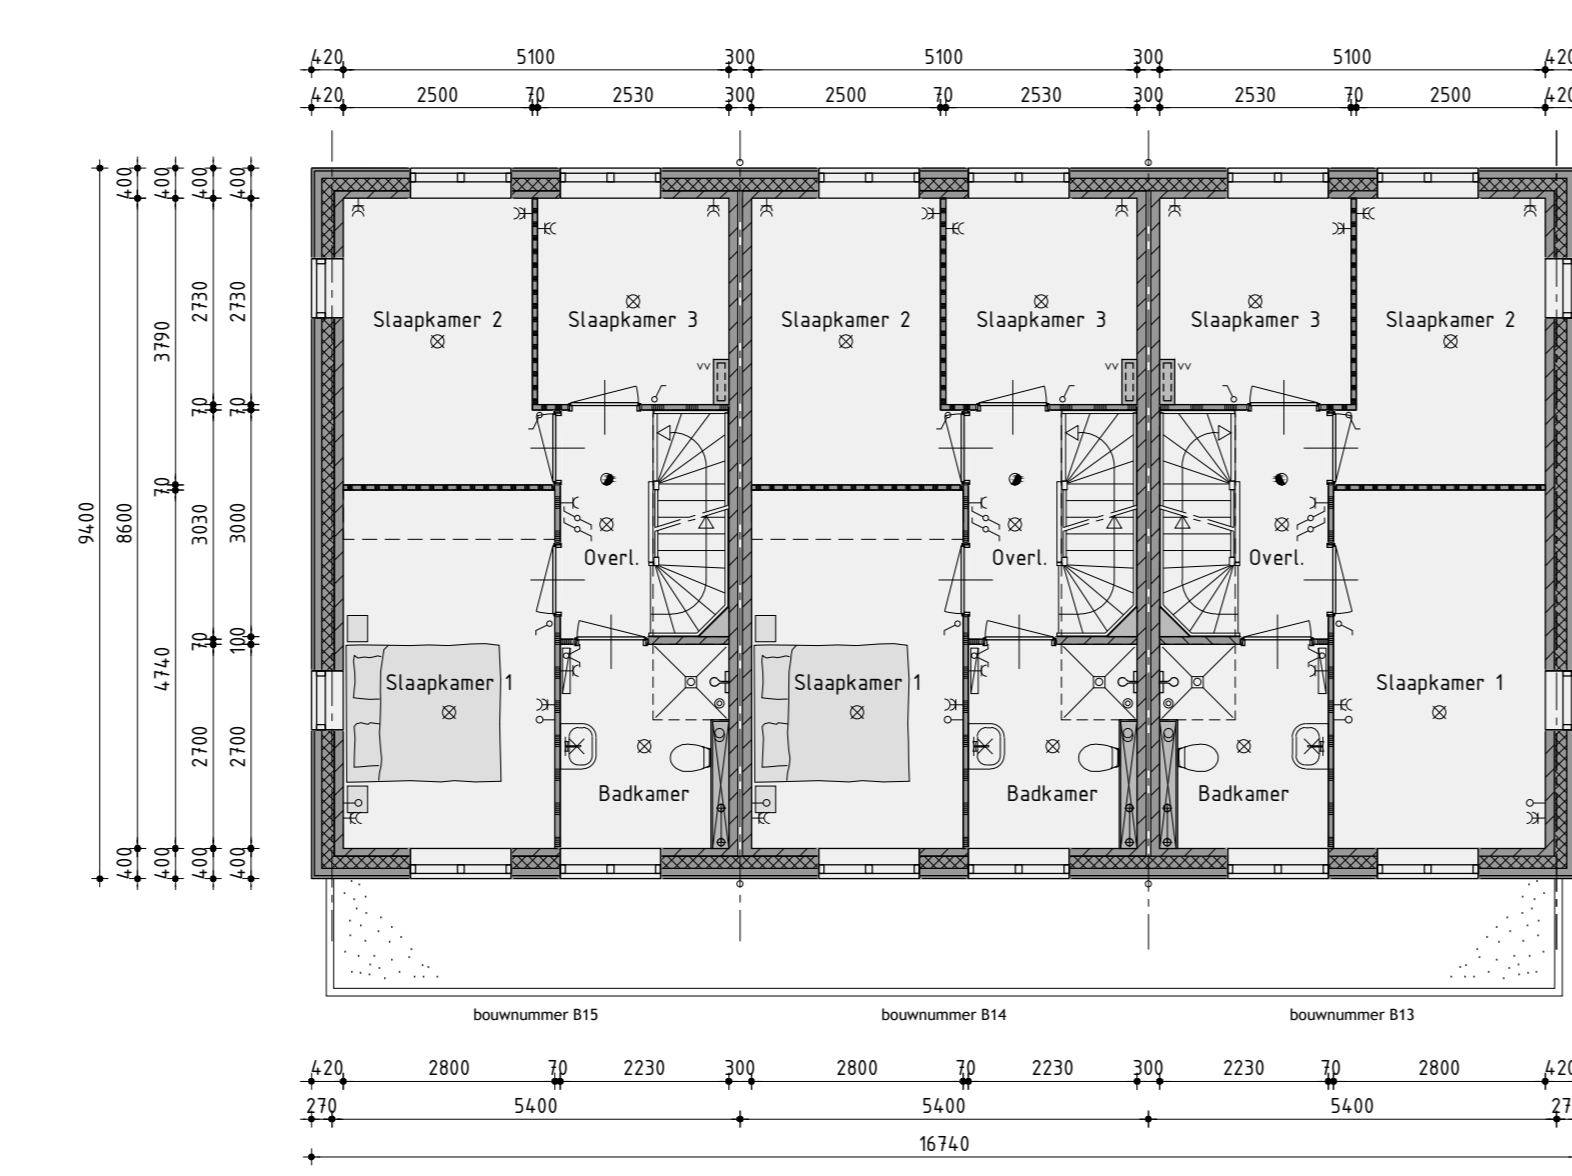 420 5100 300 5100 300 5100 420
420 2500 70 2530 300 2500 70 2530 300 2530 70 2500 420
400 400 400 400
2730 2730
3790
Slaapkamer 2 Slaapkamer 3 Slaapkamer 2 Slaapkamer 3 Slaapkamer 3 Slaapkamer 2
vv vv vv
70 70
70
9400 8600 3030 3000
Overl. Overl. Overl.
70 100
4740
Slaapkamer 1 Slaapkamer 1 Slaapkamer 1
2700 2700
Badkamer Badkamer Badkamer
400 400 400 400
bouwnummer B15 bouwnummer B14 bouwnummer B13
420 2800 70 2230 300 2800 70 2230 300 2230 70 2800 420
270 5400 5400 5400 27
16740